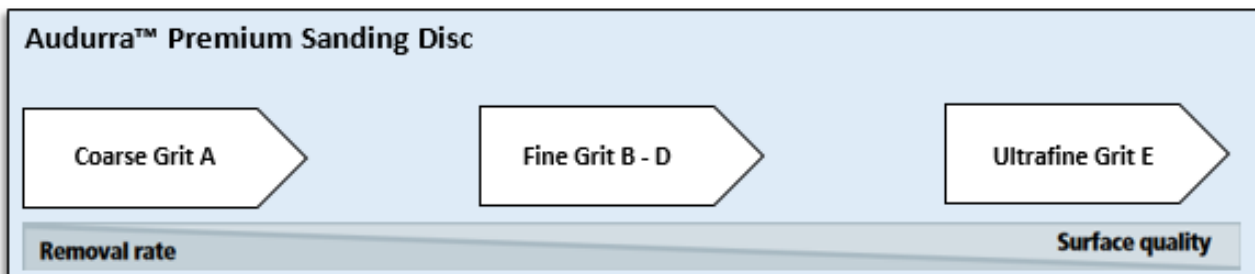 Audurra™ Premium Sanding Disc
Coarse Grit A
Fine Grit B - D
Ultrafine Grit E
Removal rate
Surface quality